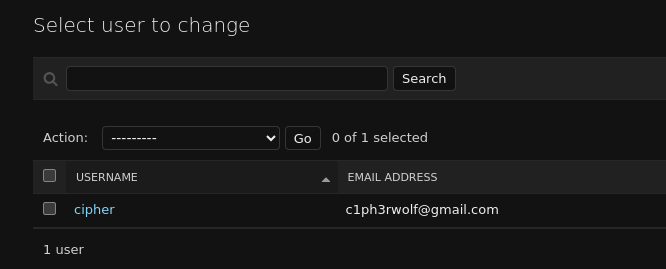 Select user to change
Search
Action: --------- Go 0 of 1 selected
USERNAME EMAIL ADDRESS
cipher c1ph3rwolf@gmail.com
1 user